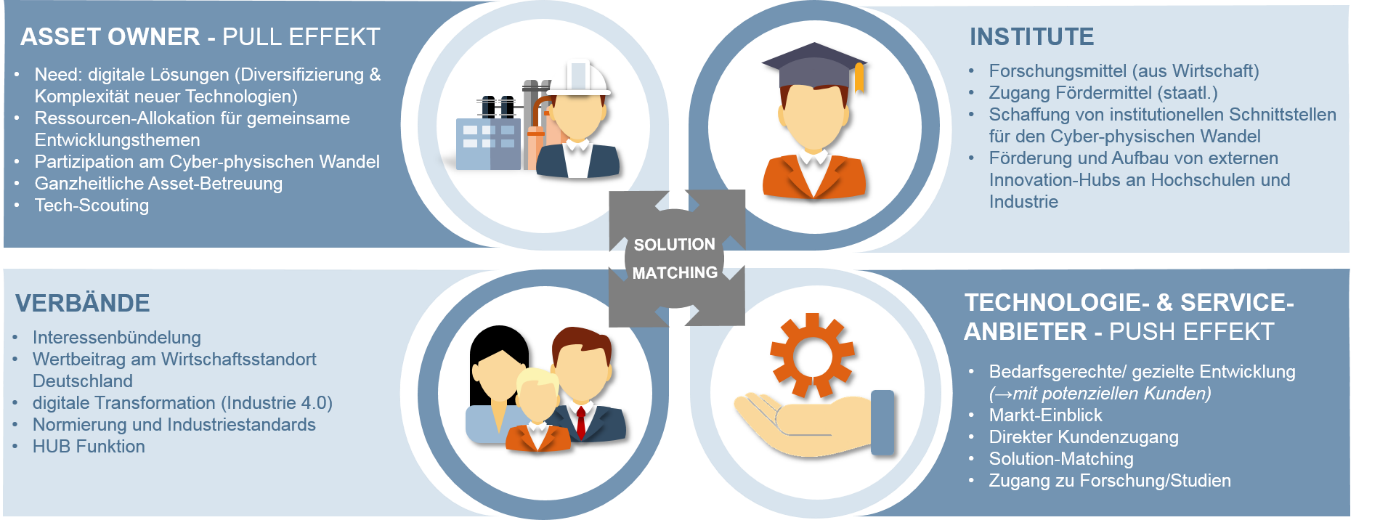 ASSET OWNER - PULL EFFEKT
• Need: digitale Lösungen (Diversifizierung &
Komplexität neuer Technologien)
• Ressourcen-Allokation für gemeinsame
Entwicklungsthemen
• Partizipation am Cyber-physischen Wandel
• Ganzheitliche Asset-Betreuung
• Tech-Scouting
INSTITUTE
• Forschungsmittel (aus Wirtschaft)
• Zugang Fördermittel (staatl.)
• Schaffung von institutionellen Schnittstellen
für den Cyber-physischen Wandel
• Förderung und Aufbau von externen
Innovation-Hubs an Hochschulen und
Industrie
SOLUTION
MATCHING
VERBÄNDE
• Interessenbündelung
• Wertbeitrag am Wirtschaftsstandort
Deutschland
• digitale Transformation (Industrie 4.0)
• Normierung und Industriestandards
• HUB Funktion
TECHNOLOGIE- & SERVICE-
ANBIETER - PUSH EFFEKT
• Bedarfsgerechte/ gezielte Entwicklung
(→mit potenziellen Kunden)
• Markt-Einblick
• Direkter Kundenzugang
• Solution-Matching
• Zugang zu Forschung/Studien